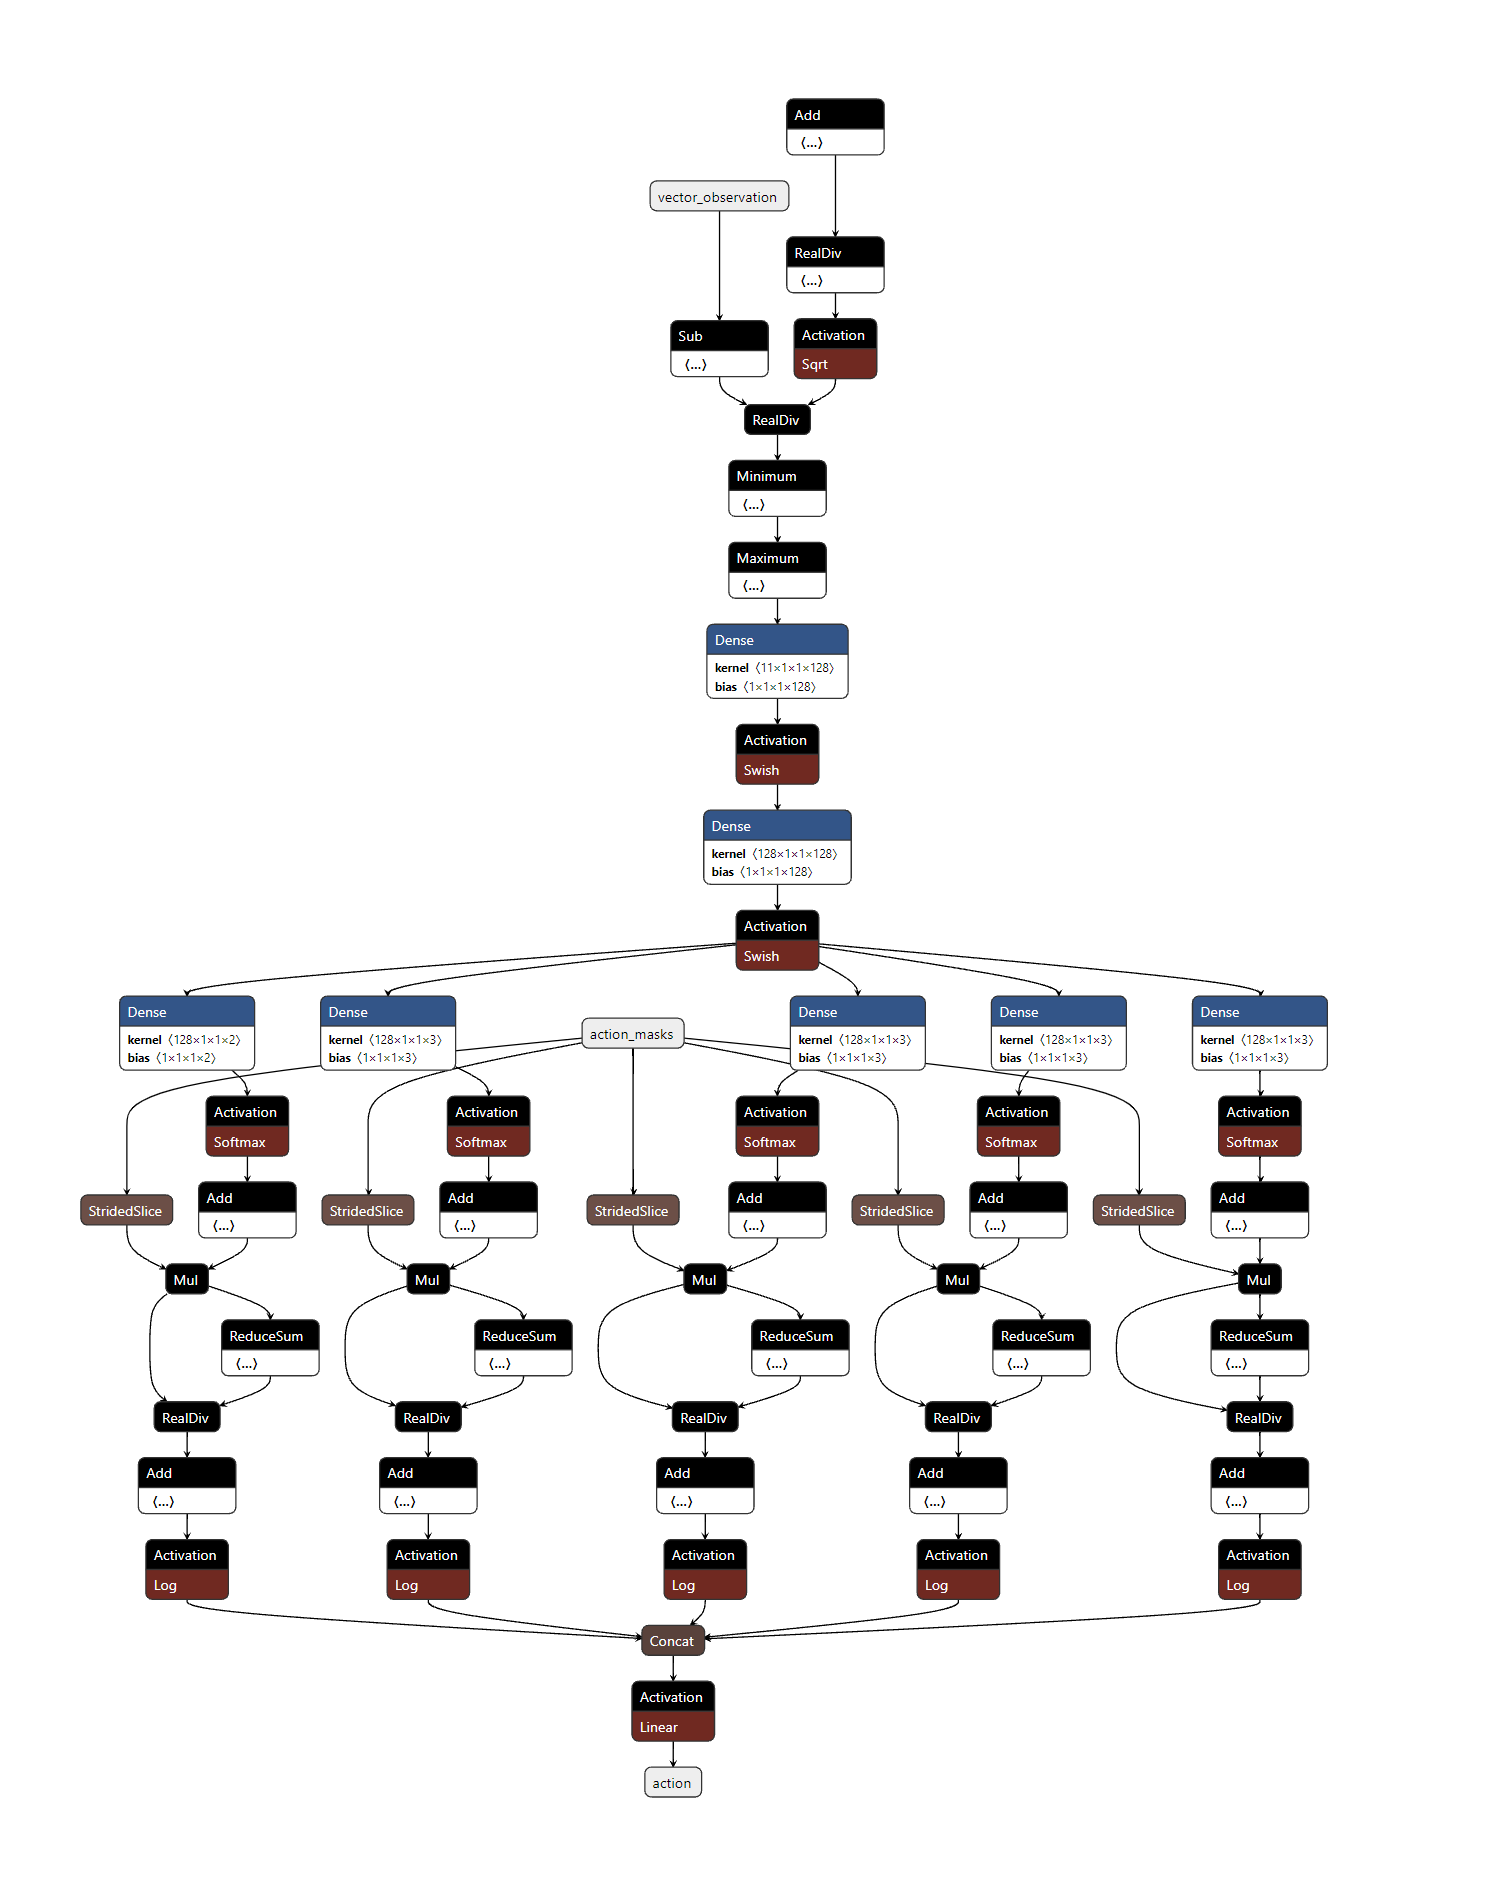 Add
⟨...⟩
vector_observation
RealDiv
⟨...⟩
Sub
⟨...⟩
Activation
Sqrt
RealDiv
Minimum
⟨...⟩
Maximum
⟨...⟩
Dense
kernel ⟨11×1×1×128⟩
bias ⟨1×1×1×128⟩
Activation
Swish
Dense
kernel ⟨128×1×1×128⟩
bias ⟨1×1×1×128⟩
Activation
Swish
Dense
kernel ⟨128×1×1×2⟩
bias ⟨1×1×1×2⟩
Dense
kernel ⟨128×1×1×3⟩
bias ⟨1×1×1×3⟩
action_masks
Dense
kernel ⟨128×1×1×3⟩
bias ⟨1×1×1×3⟩
Dense
kernel ⟨128×1×1×3⟩
bias ⟨1×1×1×3⟩
Dense
kernel ⟨128×1×1×3⟩
bias ⟨1×1×1×3⟩
Activation
Softmax
Activation
Softmax
Activation
Softmax
Activation
Softmax
Activation
Softmax
StridedSlice
Add
⟨...⟩
StridedSlice
Add
⟨...⟩
StridedSlice
Add
⟨...⟩
StridedSlice
Add
⟨...⟩
StridedSlice
Add
⟨...⟩
Mul
Mul
Mul
Mul
Mul
ReduceSum
⟨...⟩
ReduceSum
⟨...⟩
ReduceSum
⟨...⟩
ReduceSum
⟨...⟩
ReduceSum
⟨...⟩
RealDiv
RealDiv
RealDiv
RealDiv
RealDiv
Add
⟨...⟩
Add
⟨...⟩
Add
⟨...⟩
Add
⟨...⟩
Add
⟨...⟩
Activation
Log
Activation
Log
Activation
Log
Activation
Log
Activation
Log
Concat
Activation
Linear
action